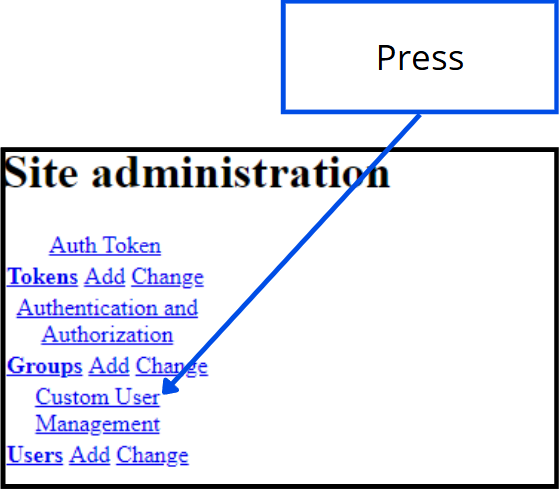 Press
Site administration
Auth Token
Tokens Add Change
Authentication and
Authorization
Groups Add Change
Custom User
Management
Users Add Change